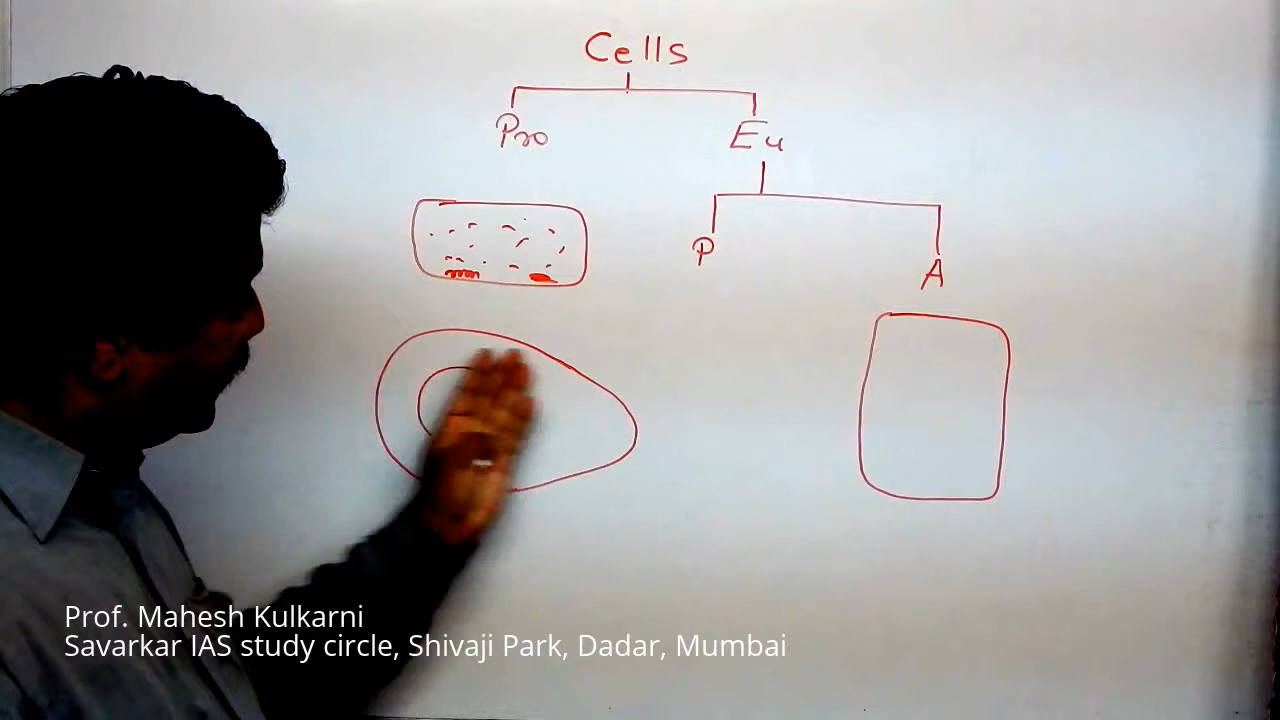 Cells
Pro
Eu
P
A
Prof. Mahesh Kulkarni
Savarkar IAS study circle, Shivaji Park, Dadar, Mumbai